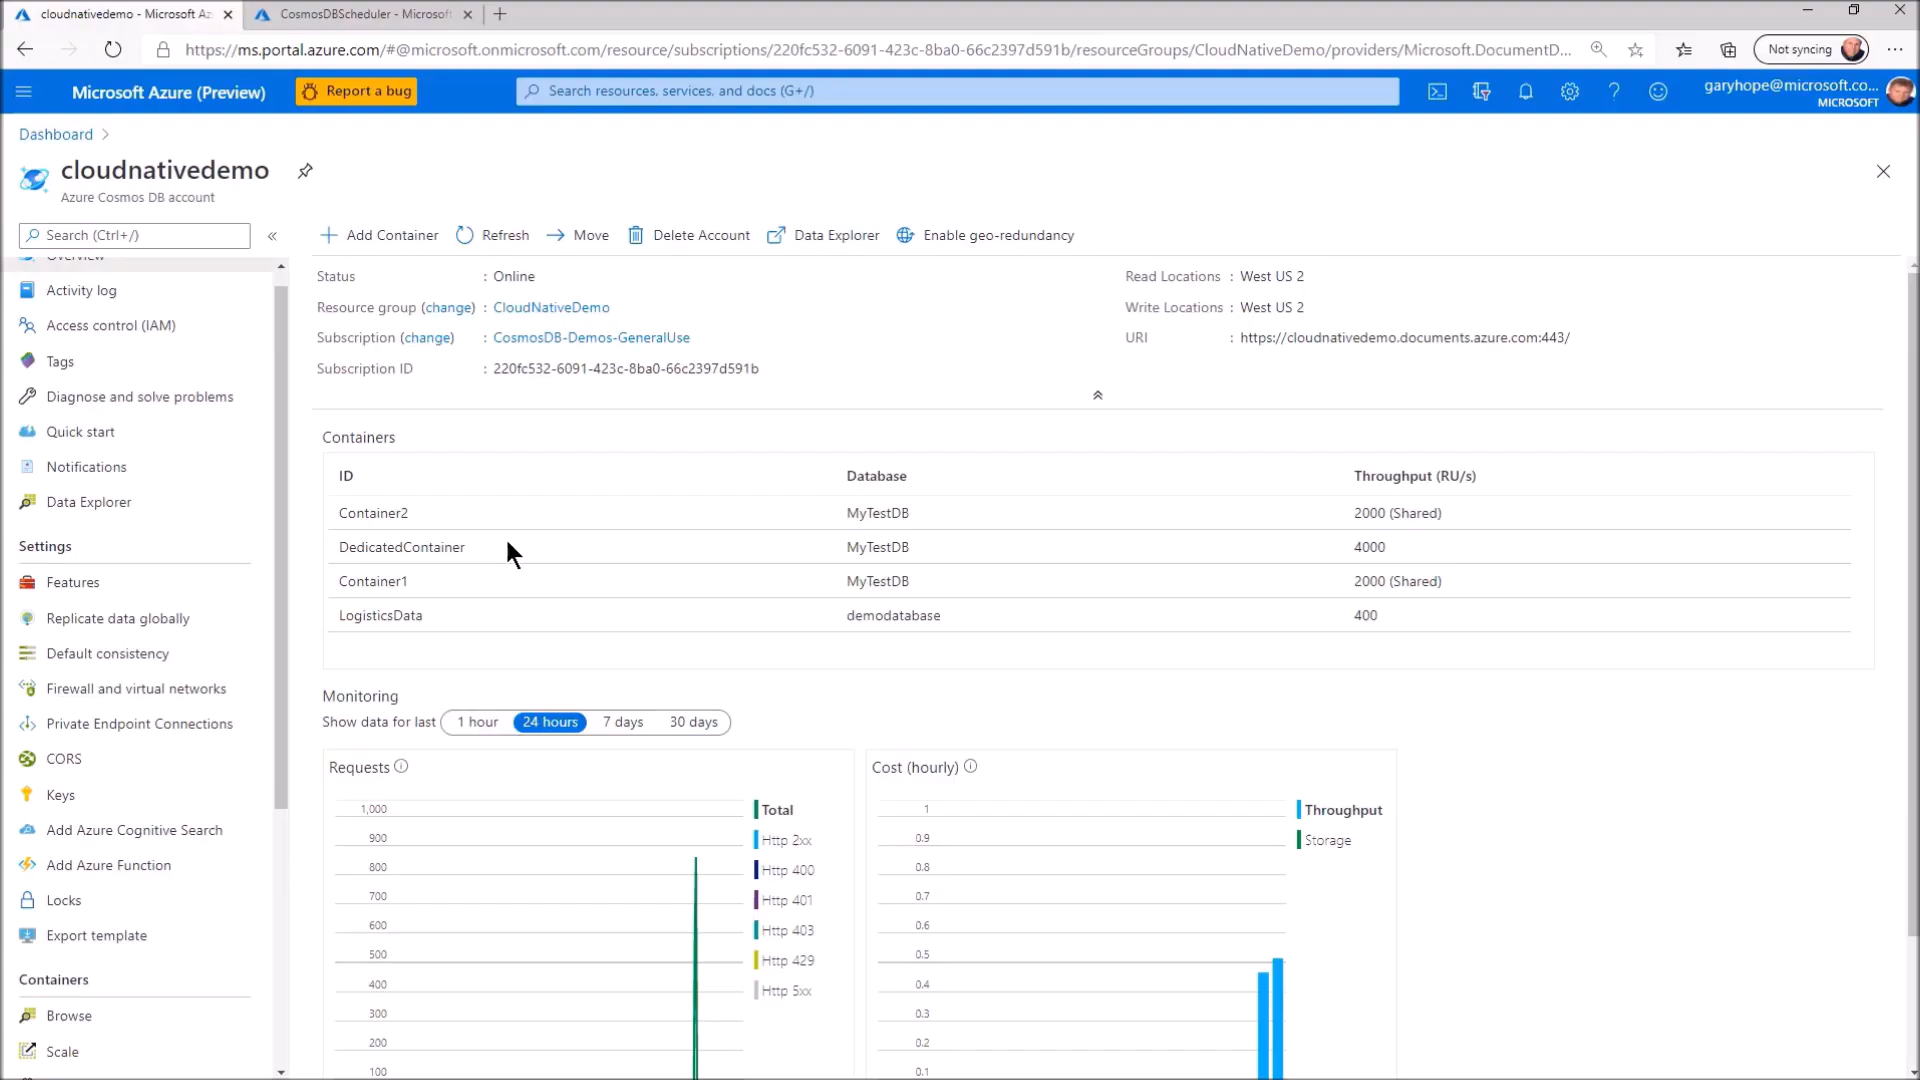 cloudnativedemo - Microsoft Az
CosmosDBScheduler - Microsoft
https://ms.portal.azure.com/#@microsoft.onmicrosoft.com/resource/subscriptions/220fc532-6091-423c-8ba0-66c2397d591b/resourceGroups/CloudNativeDemo/providers/Microsoft.DocumentD...
Not syncing
Microsoft Azure (Preview)
Report a bug
Search resources, services, and docs (G+/)
garyhope@microsoft.co...
MICROSOFT
Dashboard >
cloudnativedemo
Azure Cosmos DB account
Search (Ctrl+/)
Overview
Activity log
Access control (IAM)
Tags
Diagnose and solve problems
Quick start
Notifications
Data Explorer
Settings
Features
Replicate data globally
Default consistency
Firewall and virtual networks
Private Endpoint Connections
CORS
Keys
Add Azure Cognitive Search
Add Azure Function
Locks
Export template
Containers
Browse
Scale
Add Container Refresh Move Delete Account Data Explorer Enable geo-redundancy
Status : Online
Resource group (change) : CloudNativeDemo
Subscription (change) : CosmosDB-Demos-GeneralUse
Subscription ID : 220fc532-6091-423c-8ba0-66c2397d591b
Read Locations : West US 2
Write Locations : West US 2
URI : https://cloudnativedemo.documents.azure.com:443/
Containers
ID Database Throughput (RU/s)
Container2 MyTestDB 2000 (Shared)
DedicatedContainer MyTestDB 4000
Container1 MyTestDB 2000 (Shared)
LogisticsData demodatabase 400
Monitoring
Show data for last 1 hour 24 hours 7 days 30 days
Requests
1,000
900
800
700
600
500
400
300
200
100
Total
Http 2xx
Http 400
Http 401
Http 403
Http 429
Http 5xx
Cost (hourly)
1
0.9
0.8
0.7
0.6
0.5
0.4
0.3
0.2
0.1
Throughput
Storage